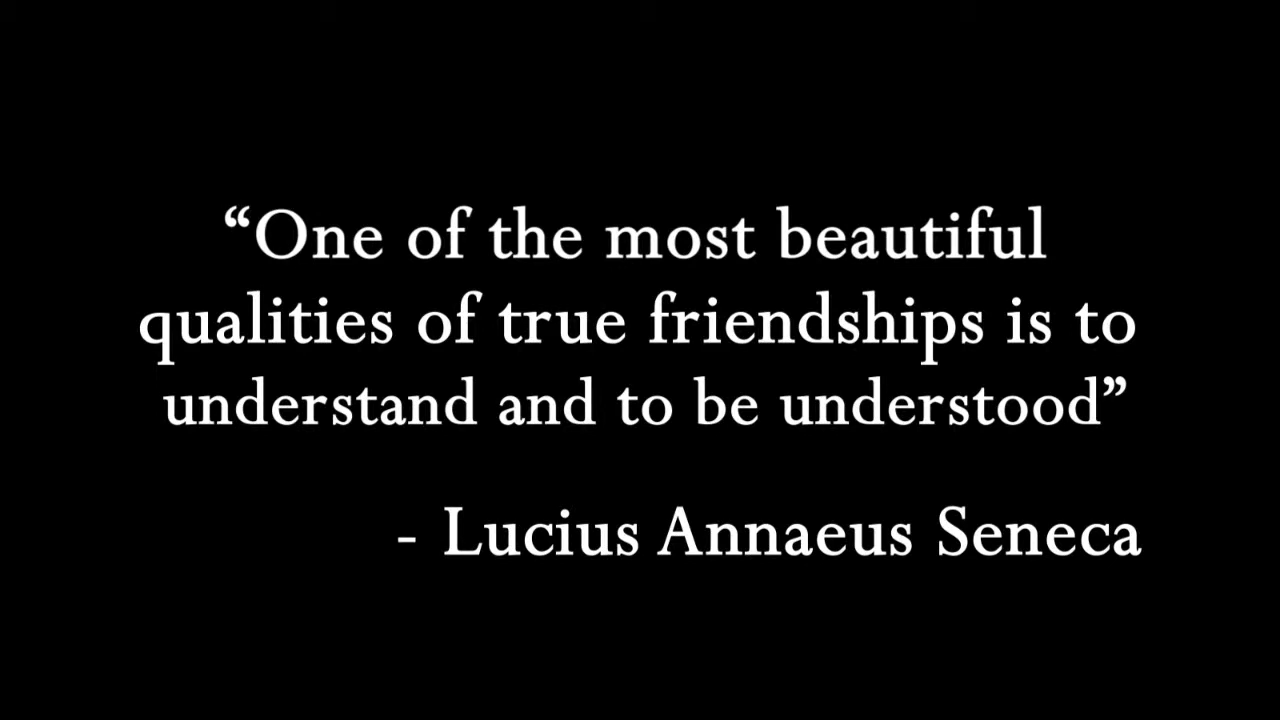 “One of the most beautiful
qualities of true friendships is to
understand and to be understood”
- Lucius Annaeus Seneca